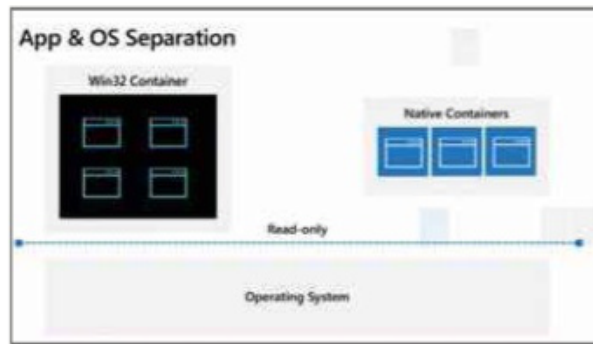 App & OS Separation
Win32 Container
Native Containers
Read-only
Operating System